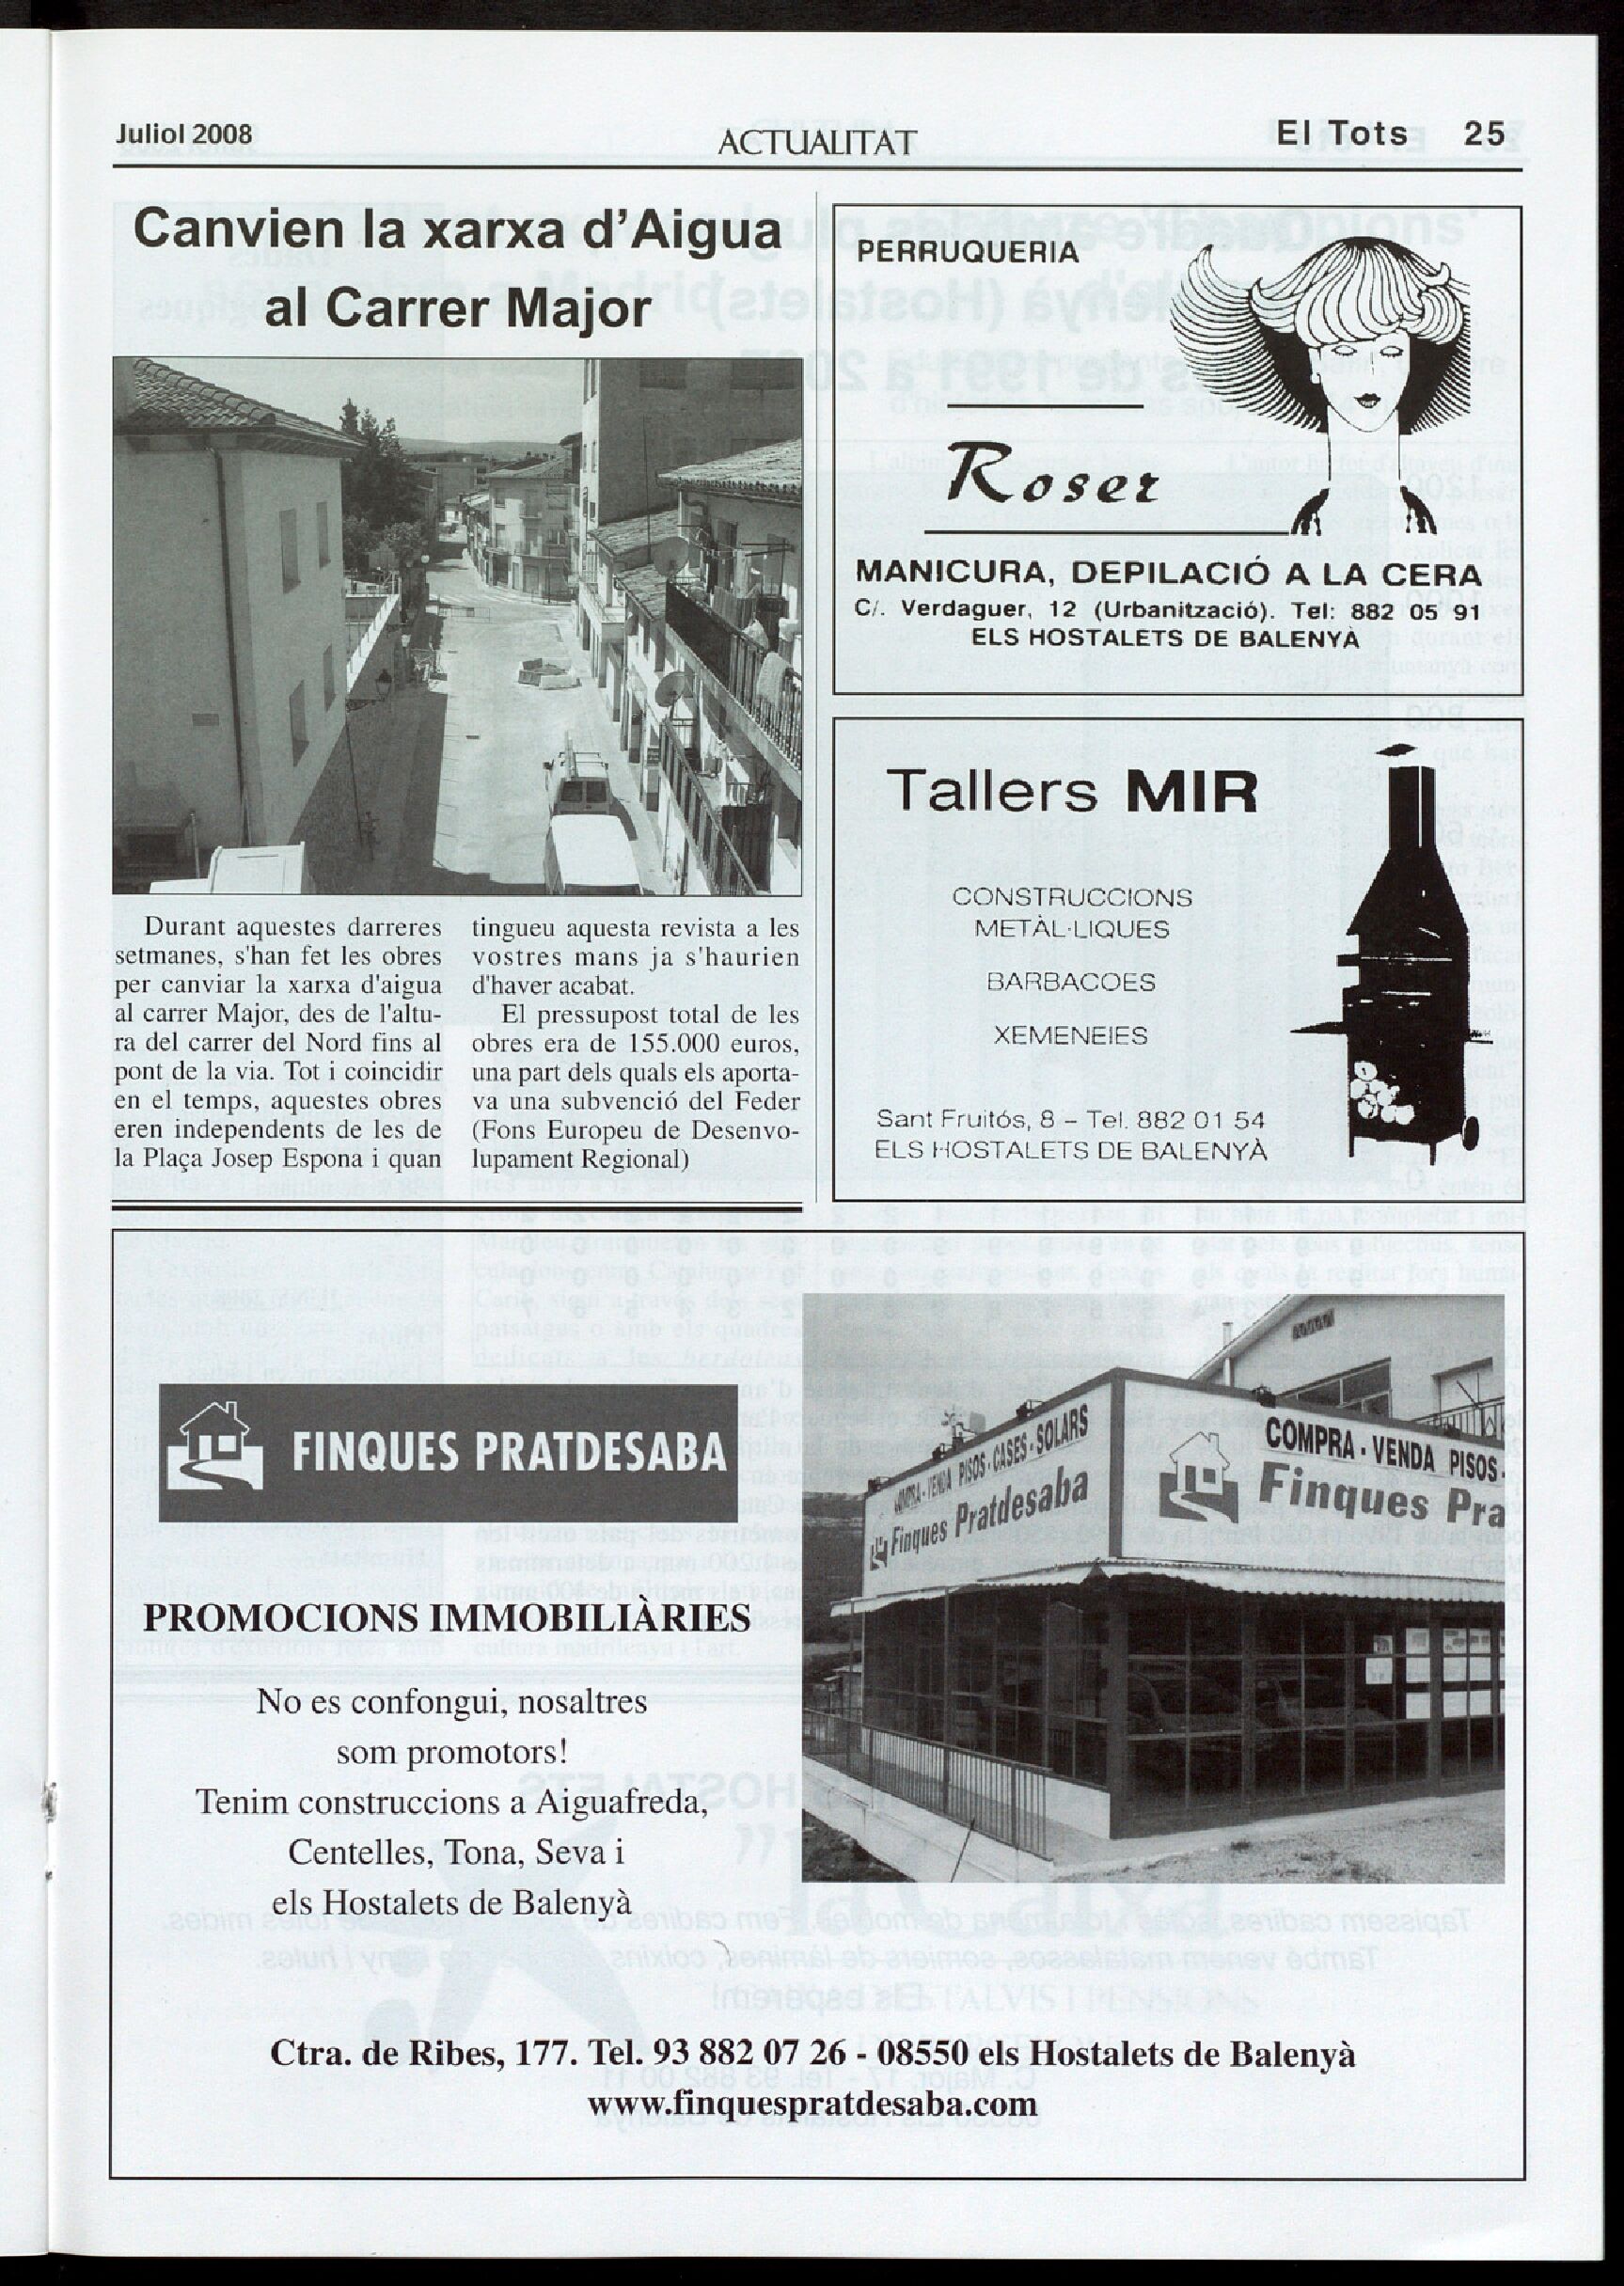 Juliol 2008
ACTUALITAT
El Tots 25
Canvien la xarxa d'Aigua
al Carrer Major
Durant aquestes darreres
setmanes, s'han fet les obres
per canviar la xarxa d'aigua
al carrer Major, des de l'altu-
ra del carrer del Nord fins al
pont de la via. Tot i coincidir
en el temps, aquestes obres
eren independents de les de
la Plaça Josep Espona i quan
tingueu aquesta revista a les
vostres mans ja s'haurien
d'haver acabat.
El pressupost total de les
obres era de 155.000 euros,
una part dels quals els aporta-
va una subvenció del Feder
(Fons Europeu de Desenvo-
lupament Regional)
PERRUQUERIA
Roser
MANICURA, DEPILACIÓ A LA CERA
C/. Verdaguer, 12 (Urbanització). Tel: 882 05 91
ELS HOSTALETS DE BALENYÀ
Tallers MIR
CONSTRUCCIONS
METÀL·LIQUES
BARBACOES
XEMENEIES
Sant Fruitós, 8 – Tel. 882 01 54
ELS HOSTALETS DE BALENYÀ
FINQUES PRATDESABA
PROMOCIONS IMMOBILIÀRIES
No es confongui, nosaltres
som promotors!
Tenim construccions a Aiguafreda,
Centelles, Tona, Seva i
els Hostalets de Balenyà
COMPRA-VENDA PISOS-CASES-SOLARS
Finques Pratdesaba
COMPRA-VENDA PISOS-
Finques Pra
Ctra. de Ribes, 177. Tel. 93 882 07 26 - 08550 els Hostalets de Balenyà
www.finquespratdesaba.com